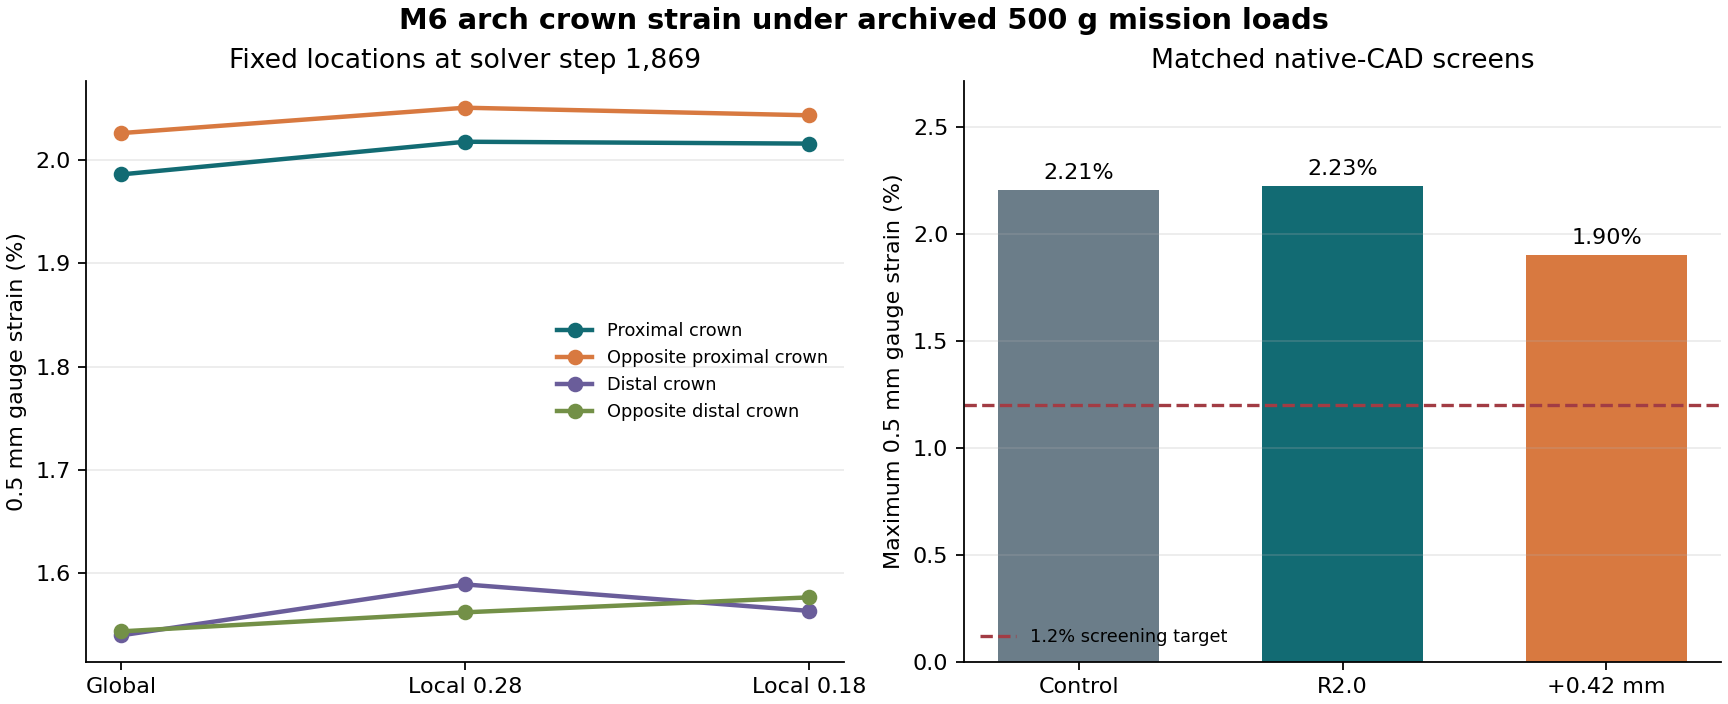 M6 arch crown strain under archived 500 g mission loads
Fixed locations at solver step 1,869
0.5 mm gauge strain (%)
2.0
1.9
1.8
1.7
1.6
Proximal crown
Opposite proximal crown
Distal crown
Opposite distal crown
Global
Local 0.28
Local 0.18
Matched native-CAD screens
Maximum 0.5 mm gauge strain (%)
2.5
2.0
1.5
1.0
0.5
0.0
2.21%
2.23%
1.90%
1.2% screening target
Control
R2.0
+0.42 mm